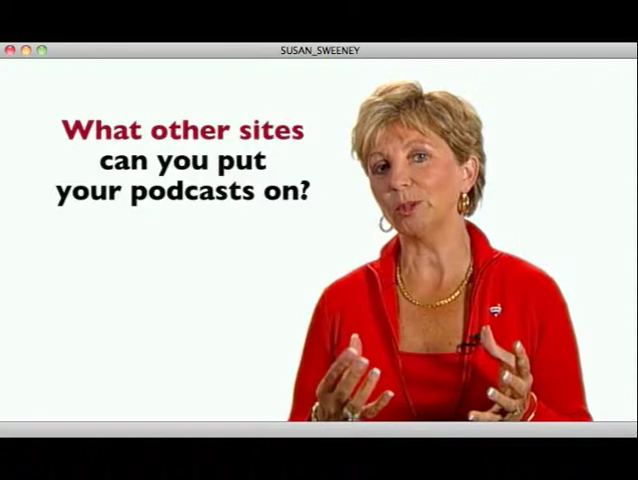 SUSAN_SWEENEY
What other sites
can you put
your podcasts on?